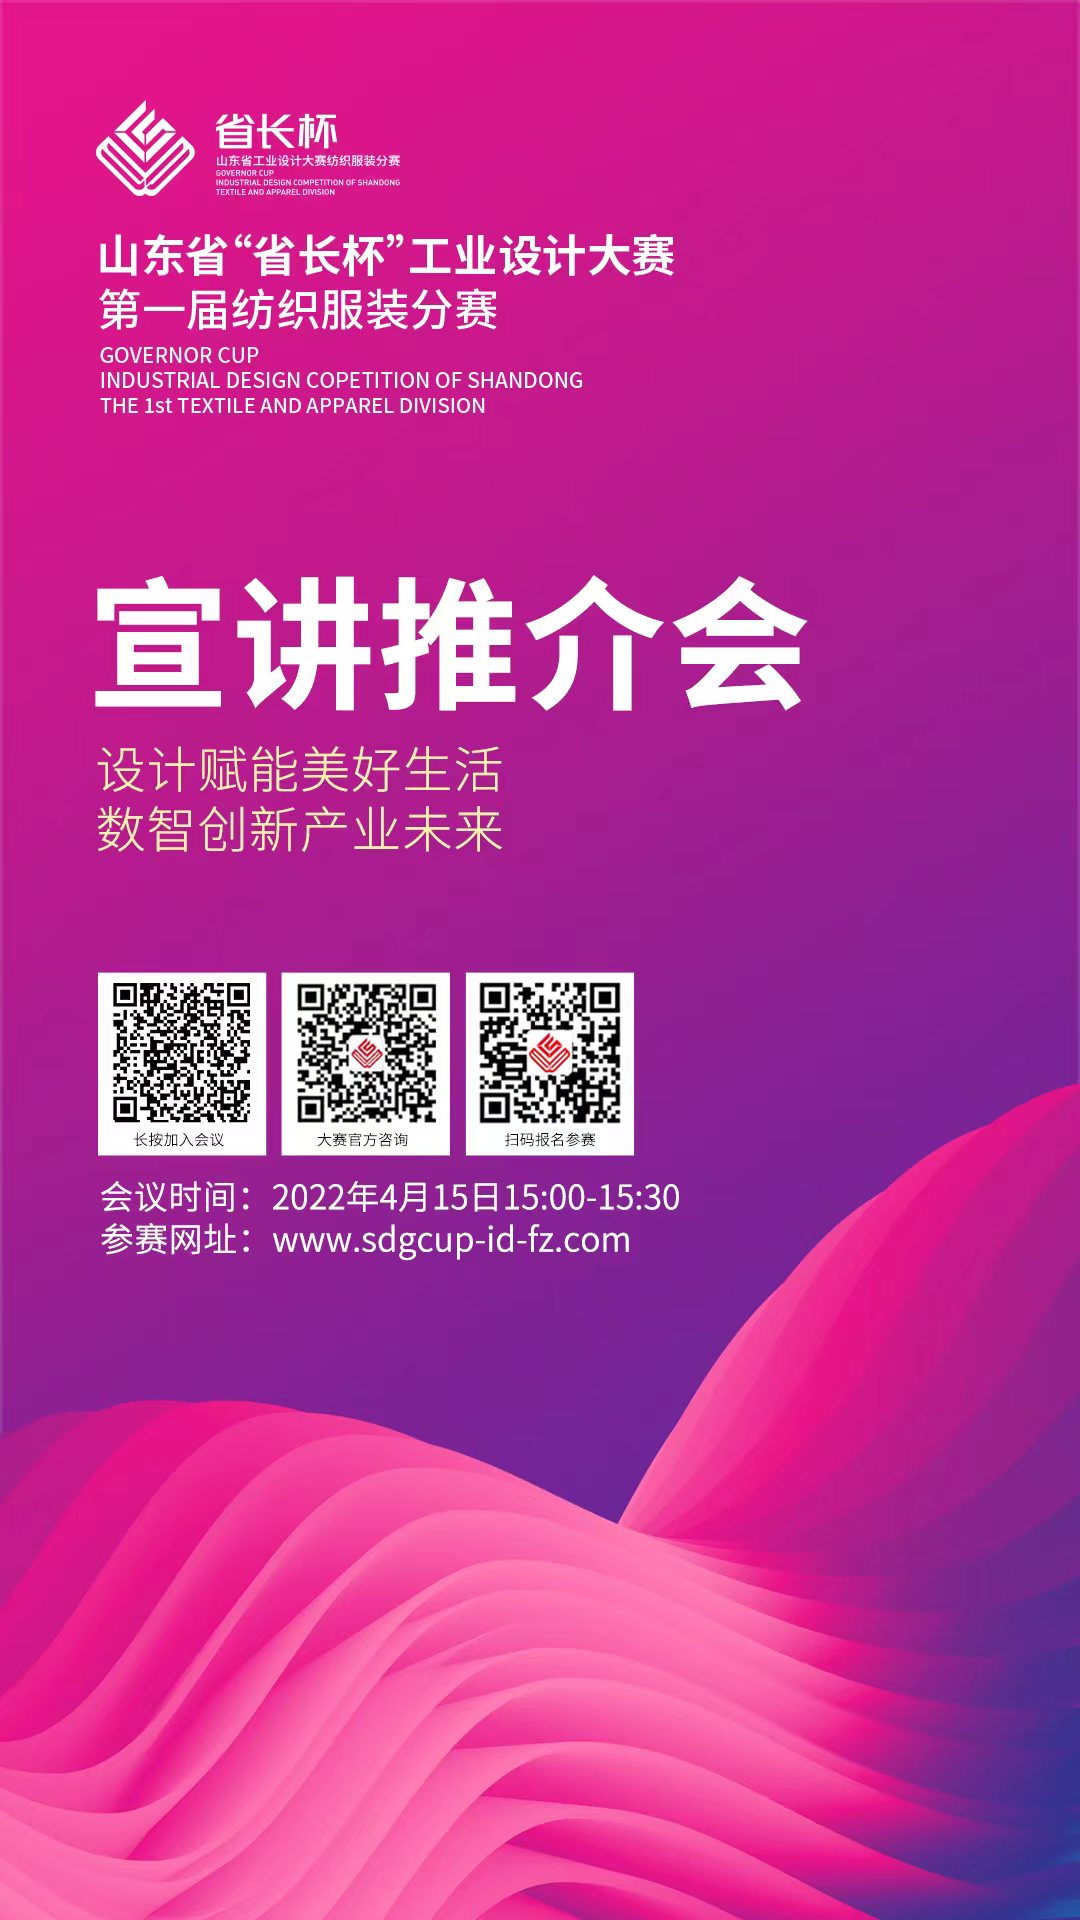 省长杯
山东省工业设计大赛纺织服装分赛
GOVERNOR CUP
INDUSTRIAL DESIGN COMPETITION OF SHANDONG
TEXTILE AND APPAREL DIVISION
山东省“省长杯”工业设计大赛
第一届纺织服装分赛
GOVERNOR CUP
INDUSTRIAL DESIGN COPETITION OF SHANDONG
THE 1st TEXTILE AND APPAREL DIVISION
宣讲推介会
设计赋能美好生活
数智创新产业未来
长按加入会议
大赛官方咨询
扫码报名参赛
会议时间：2022年4月15日15:00-15:30
参赛网址：www.sdgcup-id-fz.com